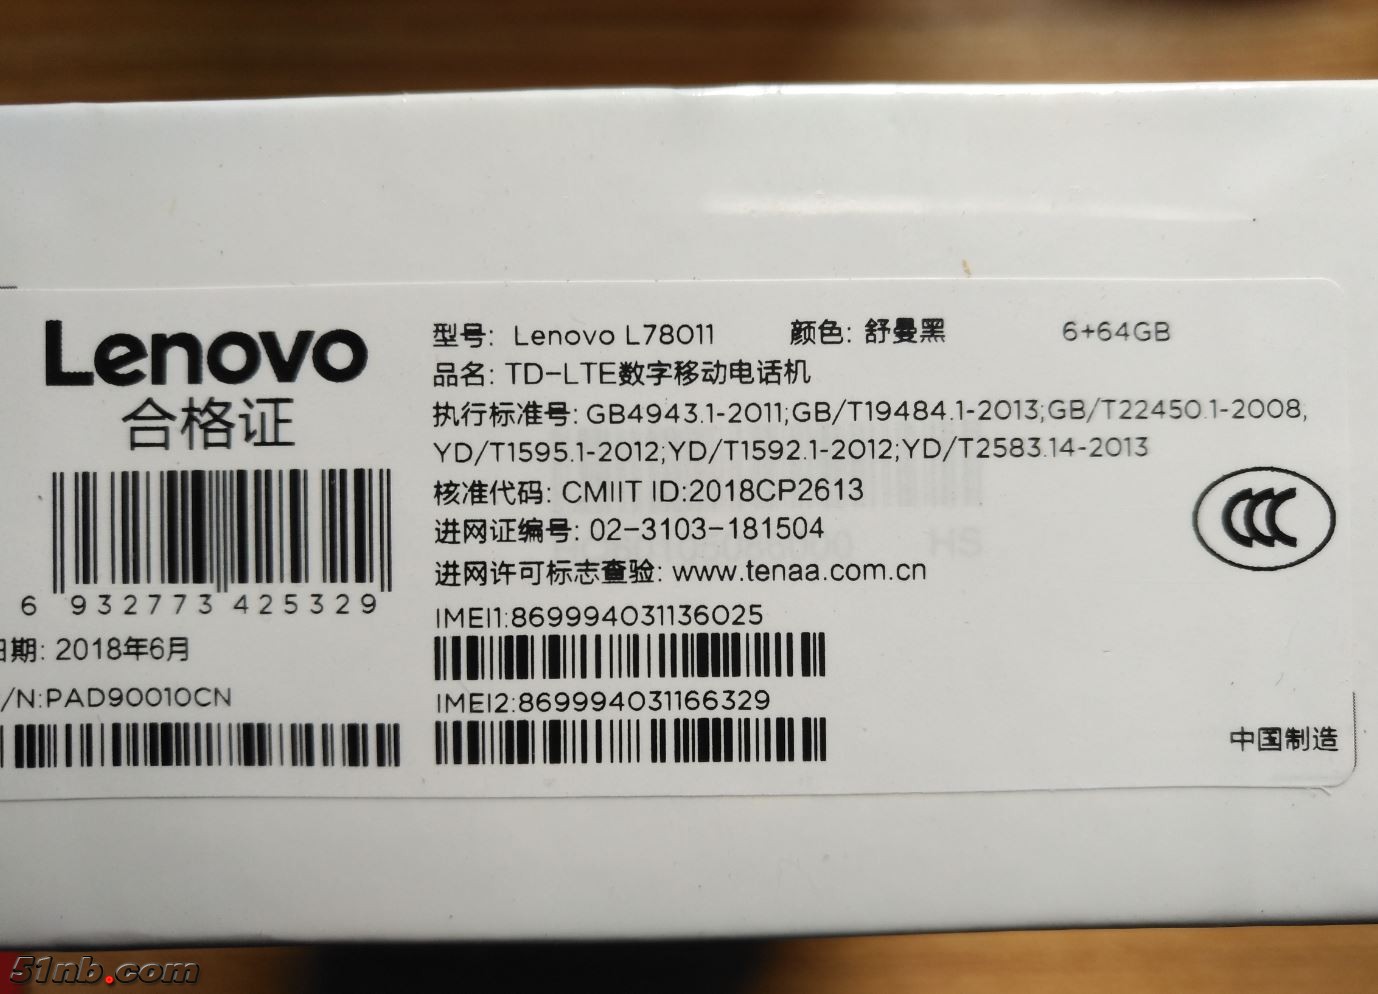 Lenovo
合格证
6 932773 425329
日期: 2018年6月
/N:PAD90010CN
型号: Lenovo L78011 颜色: 舒曼黑 6+64GB
品名: TD-LTE数字移动电话机
执行标准号: GB4943.1-2011;GB/T19484.1-2013;GB/T22450.1-2008,
YD/T1595.1-2012;YD/T1592.1-2012;YD/T2583.14-2013
核准代码: CMIIT ID:2018CP2613
进网证编号: 02-3103-181504
进网许可标志查验: www.tenaa.com.cn
IMEI1:869994031136025
IMEI2:869994031166329
CCC
中国制造
51nb.com